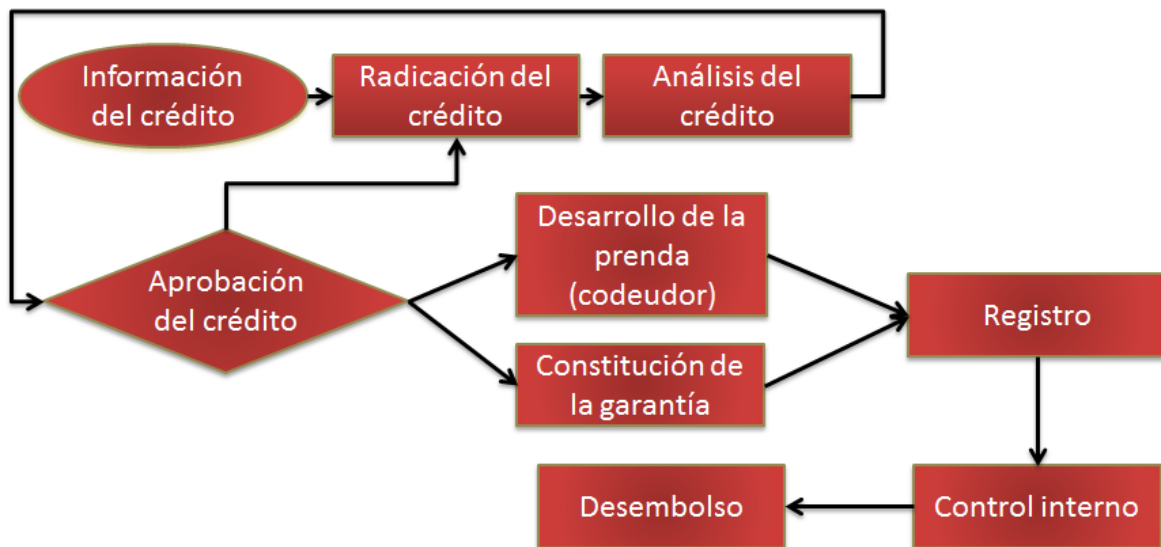 Información
del crédito
Radicación del
crédito
Análisis del
crédito
Aprobación
del crédito
Desarrollo de la
prenda
(codeudor)
Constitución de
la garantía
Registro
Control interno
Desembolso